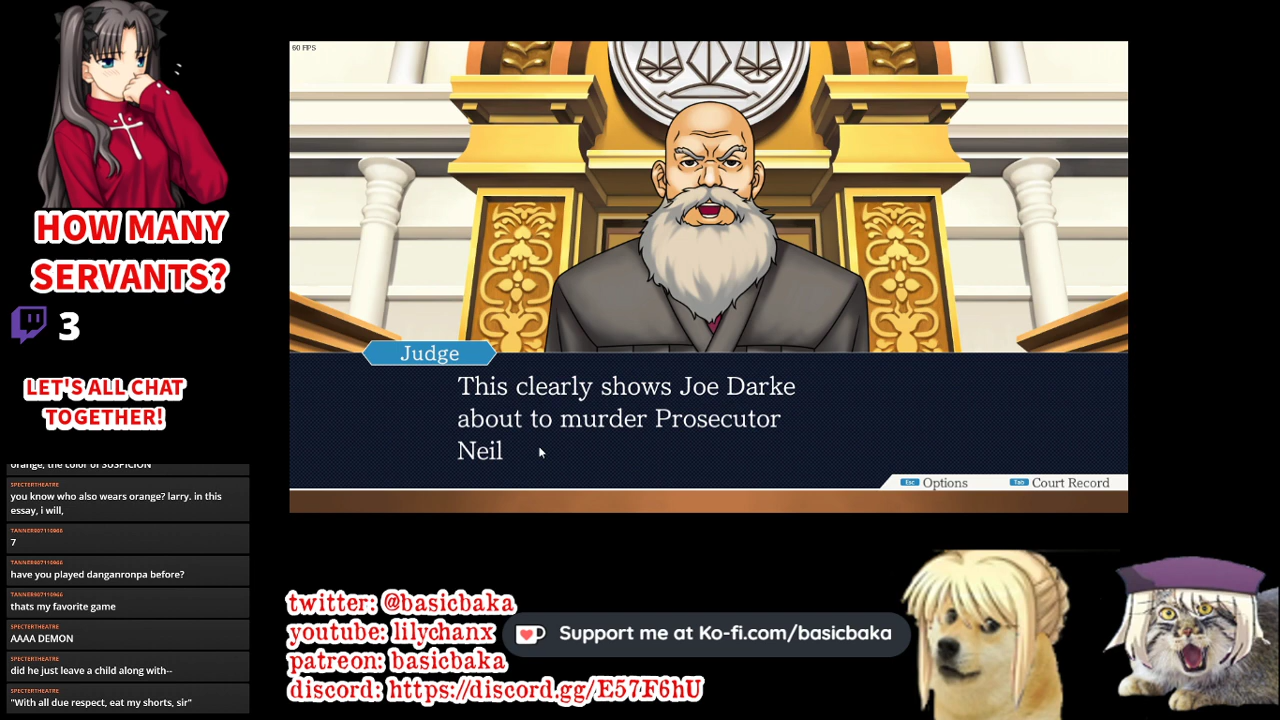 HOW MANY
SERVANTS?
3
LET'S ALL CHAT
TOGETHER!
orange, the color of SUSPICION
SPECTERTHEATRE
you know who also wears orange? larry. in this
essay, i will,
7
have you played danganronpa before?
thats my favorite game
SPECTERTHEATRE
AAAA DEMON
SPECTERTHEATRE
did he just leave a child along with--
SPECTERTHEATRE
"With all due respect, eat my shorts, sir"
60 FPS
Judge
This clearly shows Joe Darke
about to murder Prosecutor
Neil
Esc Options
Tab Court Record
twitter: @basicbaka
youtube: lilychanx
patreon: basicbaka
discord: https://discord.gg/E57F6hU
Support me at Ko-fi.com/basicbaka